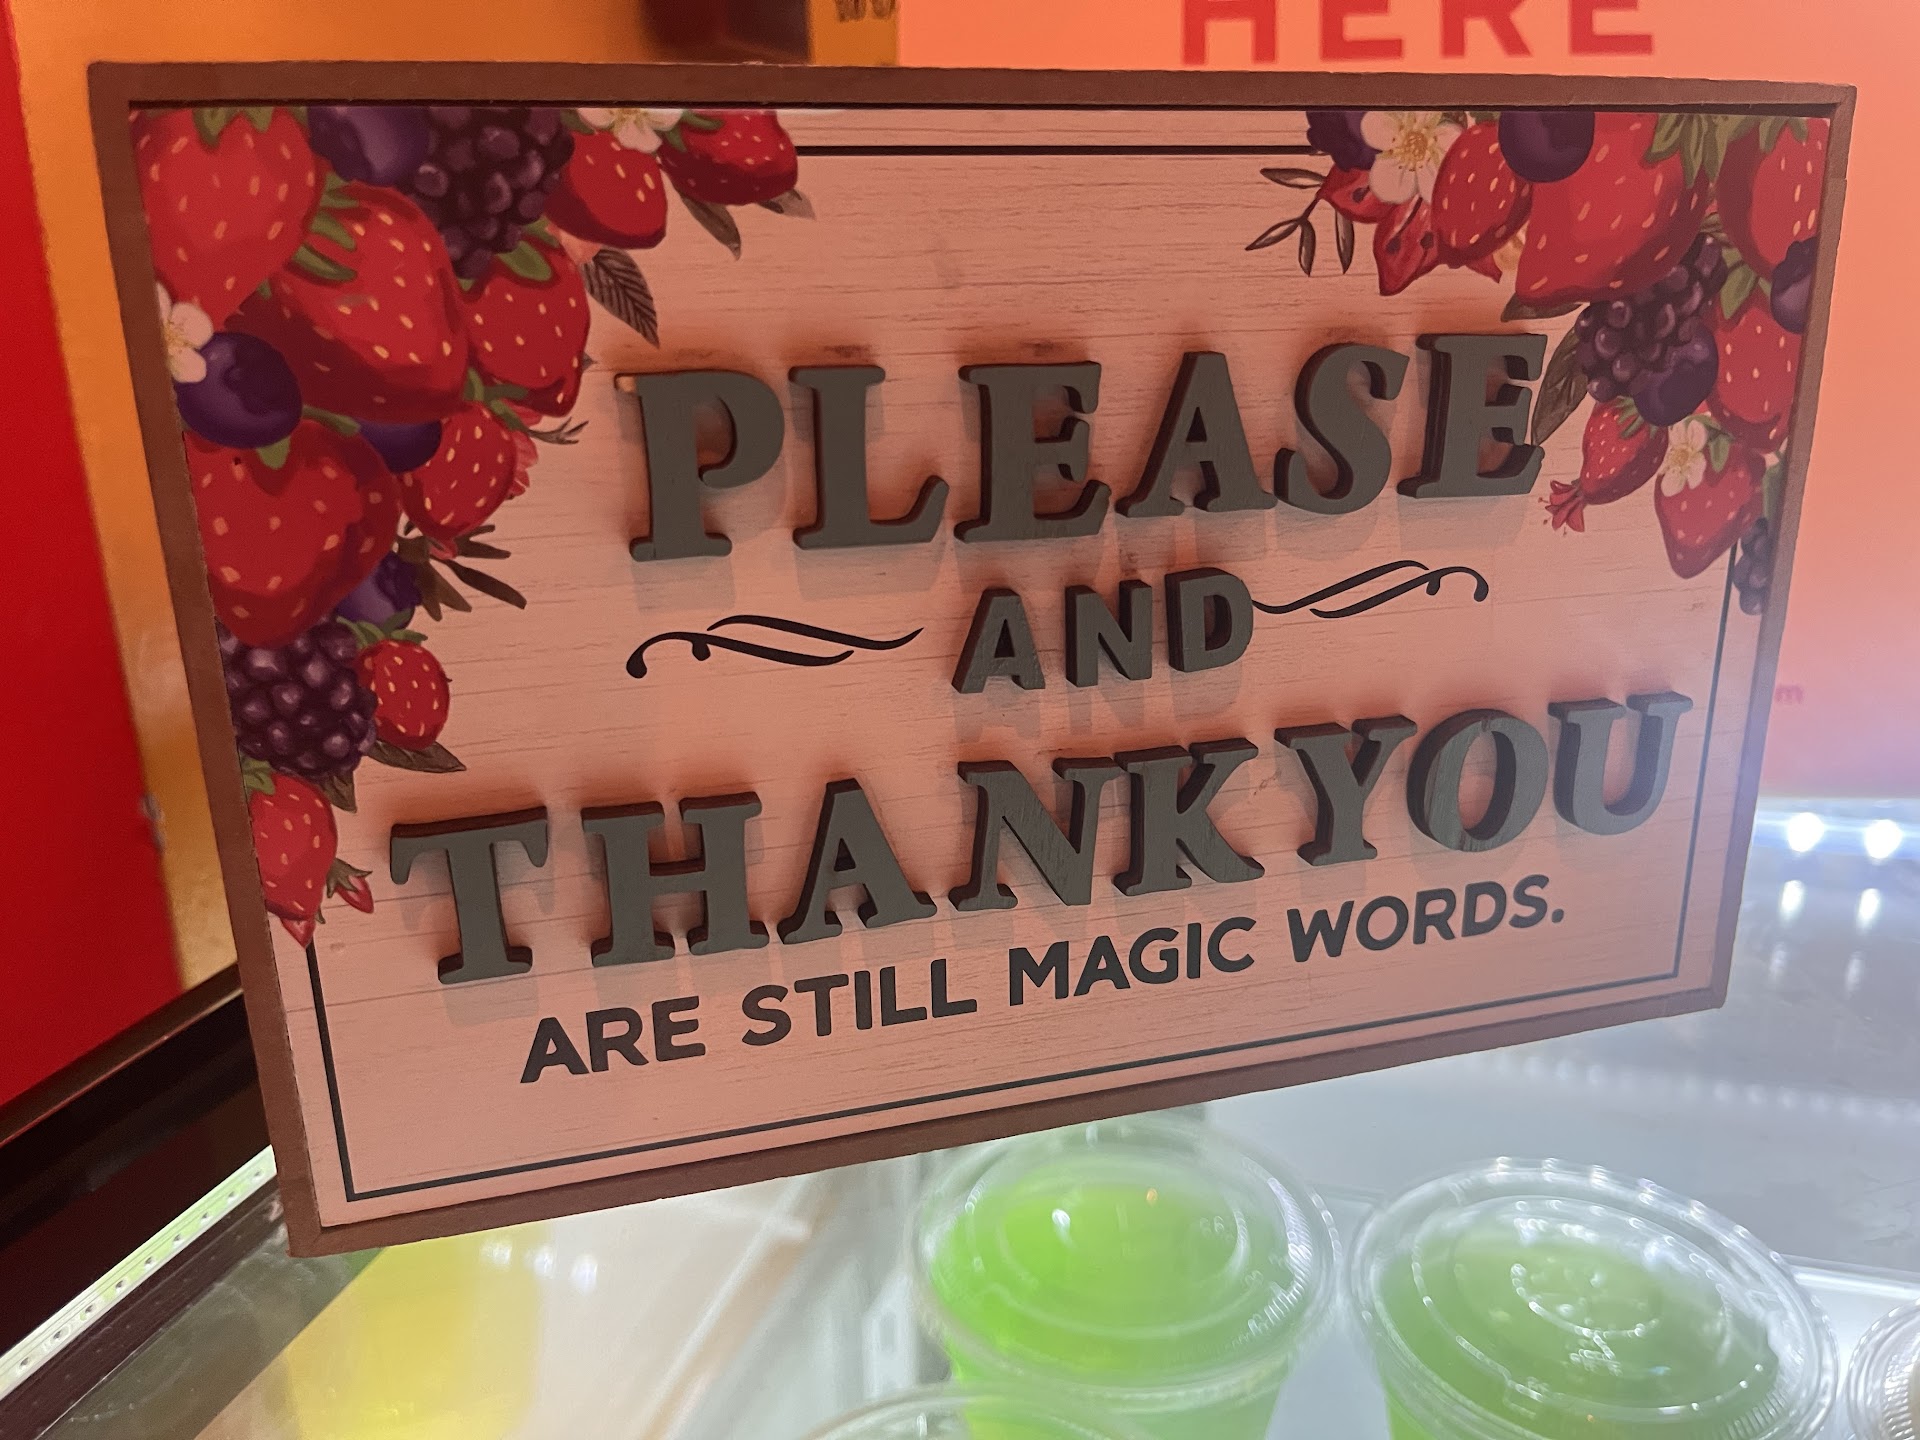 HERE
PLEASE
AND
THANK YOU
ARE STILL MAGIC WORDS.